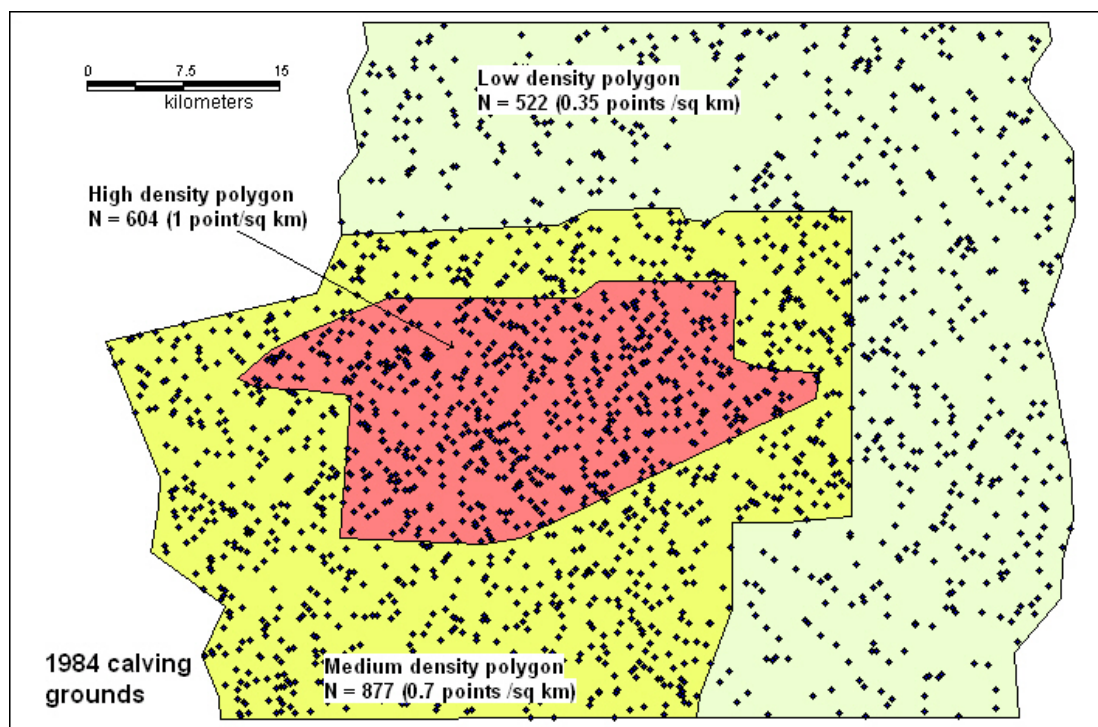 0 7.5 15
kilometers
Low density polygon
N = 522 (0.35 points /sq km)
High density polygon
N = 604 (1 point/sq km)
1984 calving
grounds
Medium density polygon
N = 877 (0.7 points /sq km)